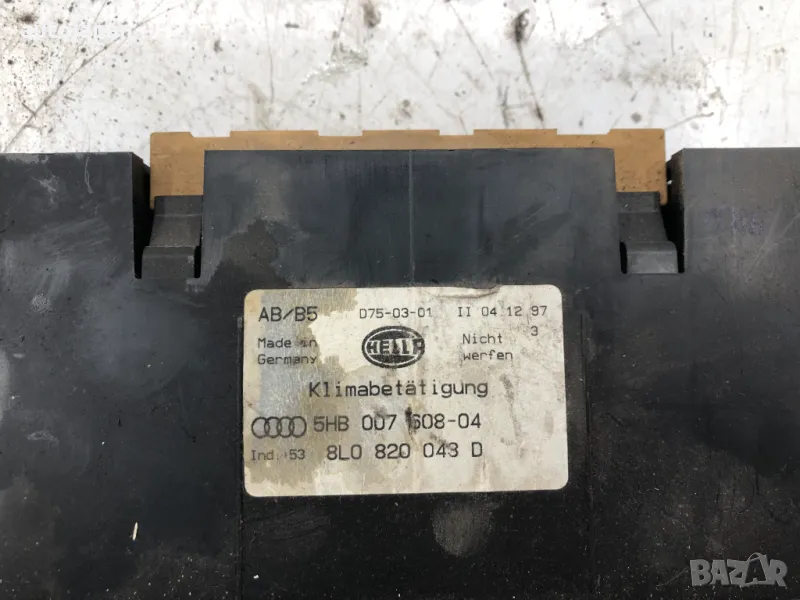 AB/B5 D75-03-01 II 04 12 97
3
Made in Germany
HELLA
Nicht werfen
Klimabetätigung
5HB 007 608-04
Ind. 53 8L0 820 043 D
BAZAR